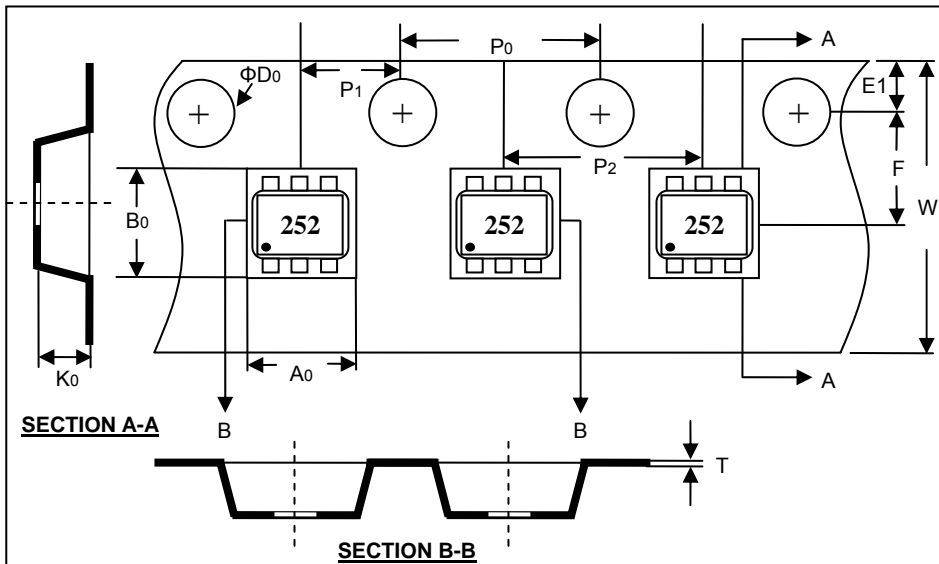 A
P0
ΦD0
P1
E1
P2
F
B0
252
252
252
W
K0
A0
A
SECTION A-A
B
B
T
SECTION B-B